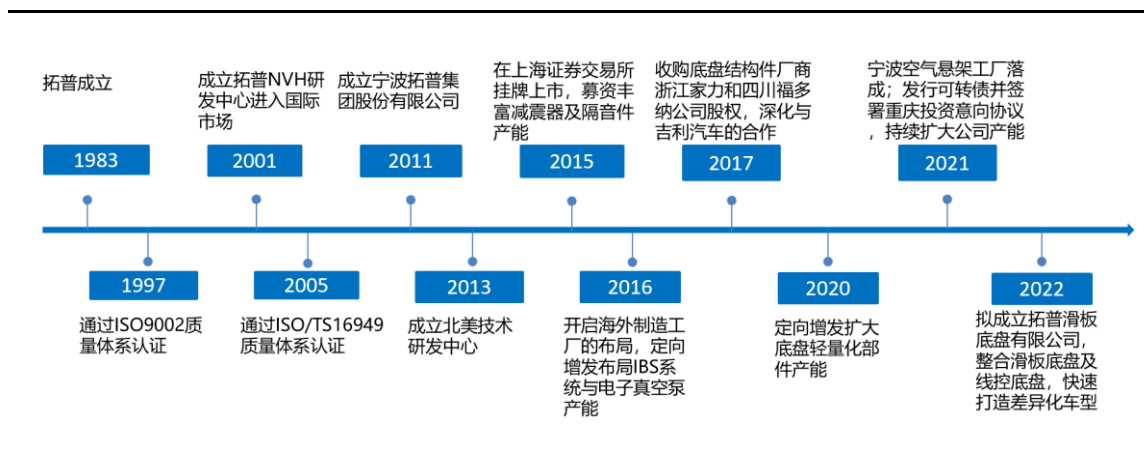 拓普成立
1983
成立拓普NVH研
发中心进入国际
市场
2001
成立宁波拓普集
团股份有限公司
2011
在上海证券交易所
挂牌上市，募资丰
富减震器及隔音件
产能
2015
收购底盘结构件厂商
浙江家力和四川福多
纳公司股权，深化与
吉利汽车的合作
2017
宁波空气悬架工厂落
成；发行可转债并签
署重庆投资意向协议
，持续扩大公司产能
2021
1997
通过ISO9002质
量体系认证
2005
通过ISO/TS16949
质量体系认证
2013
成立北美技术
研发中心
2016
开启海外制造工
厂的布局，定向
增发布局IBS系
统与电子真空泵
产能
2020
定向增发扩大
底盘轻量化部
件产能
2022
拟成立拓普滑板
底盘有限公司，
整合滑板底盘及
线控底盘，快速
打造差异化车型